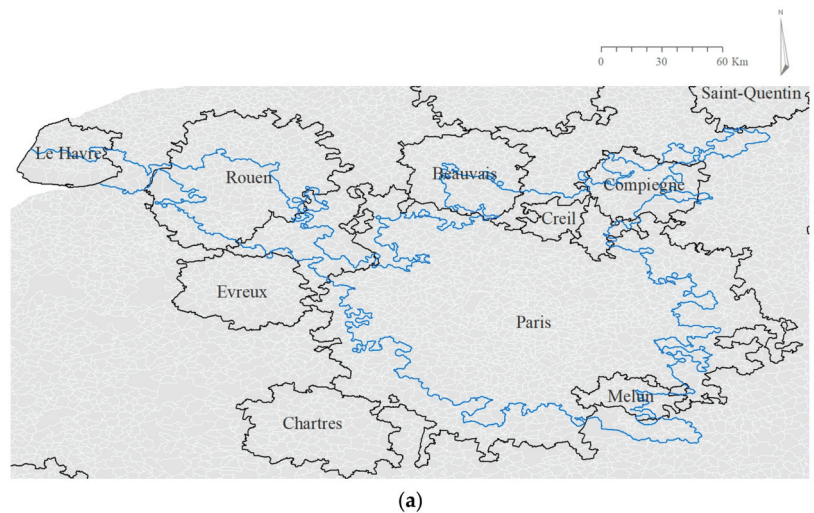 N
0 30 60 Km
Saint-Quentin
Le Havre
Rouen
Beauvais
Compiegne
Creil
Evreux
Paris
Melun
Chartres
(a)